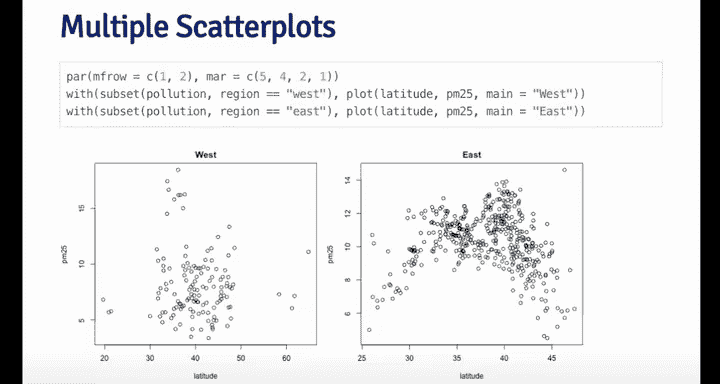 Multiple Scatterplots
par(mfrow = c(1, 2), mar = c(5, 4, 2, 1))
with(subset(pollution, region == "west"), plot(latitude, pm25, main = "West"))
with(subset(pollution, region == "east"), plot(latitude, pm25, main = "East"))
West
15
10
5
pm25
20 30 40 50 60
latitude
East
14
12
10
8
6
pm25
25 30 35 40 45
latitude